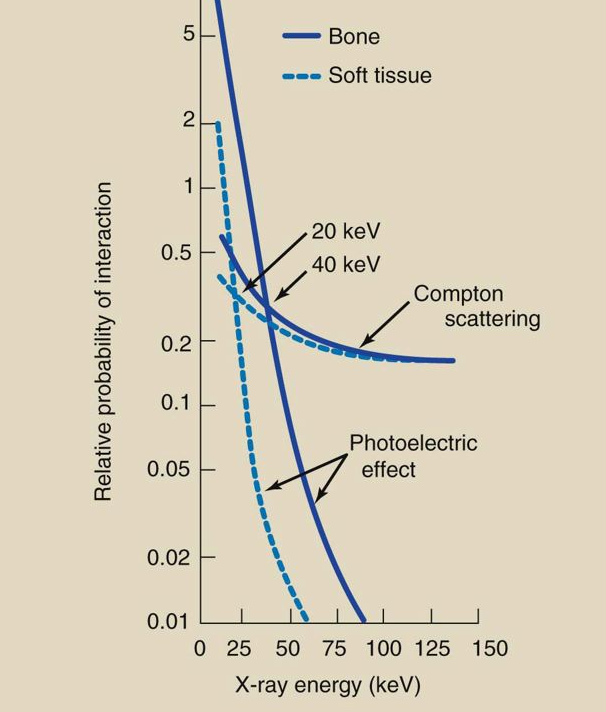 5
Bone
Soft tissue
2
1
20 keV
0.5
40 keV
Compton
scattering
0.2
0.1
Photoelectric
effect
0.05
0.02
0.01
0 25 50 75 100 125 150
X-ray energy (keV)
Relative probability of interaction